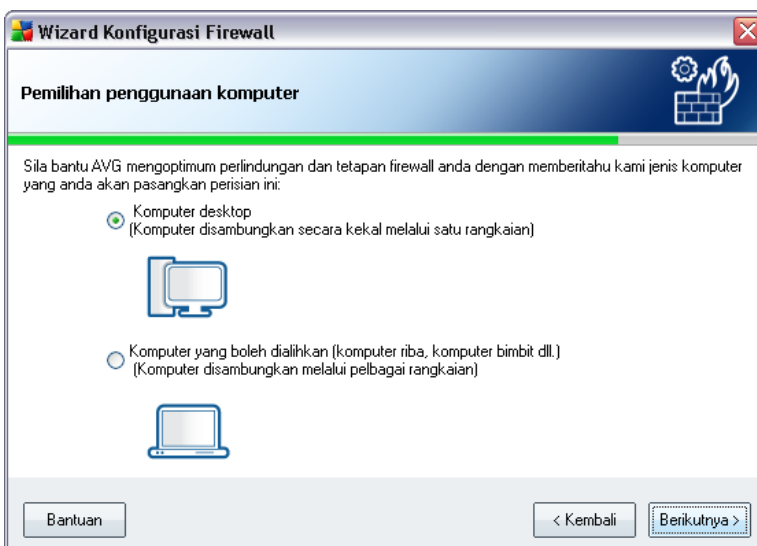 Wizard Konfigurasi Firewall
Pemilihan penggunaan komputer
Sila bantu AVG mengoptimum perlindungan dan tetapan firewall anda dengan memberitahu kami jenis komputer
yang anda akan pasangkan perisian ini:
Komputer desktop
(Komputer disambungkan secara kekal melalui satu rangkaian)
Komputer yang boleh dialihkan (komputer riba, komputer bimbit dll.)
(Komputer disambungkan melalui pelbagai rangkaian)
Bantuan
< Kembali
Berikutnya >